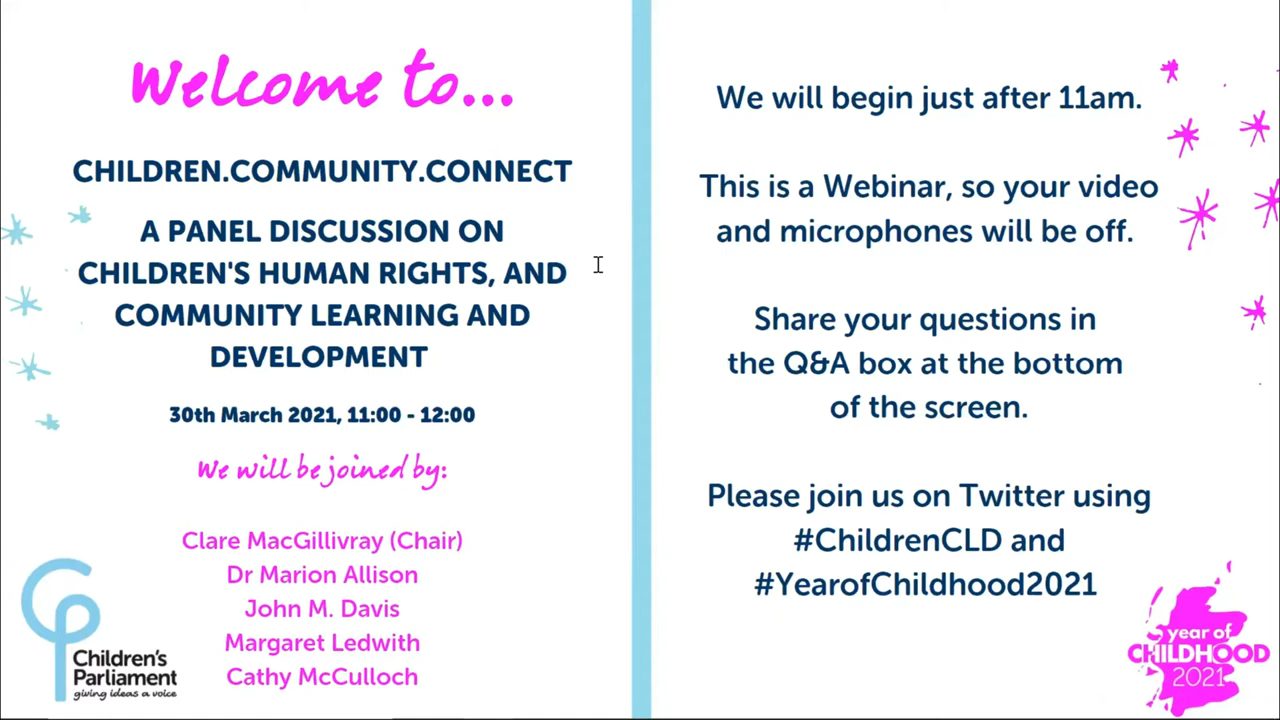 Welcome to...
CHILDREN.COMMUNITY.CONNECT
A PANEL DISCUSSION ON
CHILDREN'S HUMAN RIGHTS, AND
COMMUNITY LEARNING AND
DEVELOPMENT
30th March 2021, 11:00 - 12:00
We will be joined by:
Clare MacGillivray (Chair)
Dr Marion Allison
John M. Davis
Margaret Ledwith
Cathy McCulloch
Children's
Parliament
giving ideas a voice
We will begin just after 11am.
This is a Webinar, so your video
and microphones will be off.
Share your questions in
the Q&A box at the bottom
of the screen.
Please join us on Twitter using
#ChildrenCLD and
#YearofChildhood2021
year of
CHILDHOOD
2021